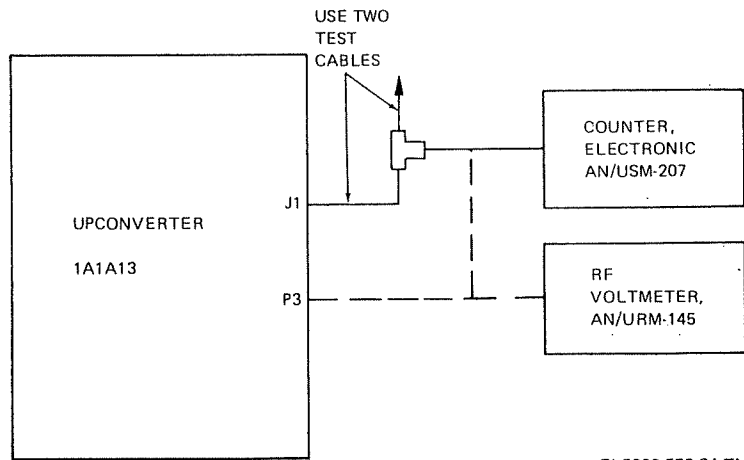 USE TWO
TEST
CABLES
UPCONVERTER
1A1A13
J1
P3
COUNTER,
ELECTRONIC
AN/USM-207
RF
VOLTMETER,
AN/URM-145